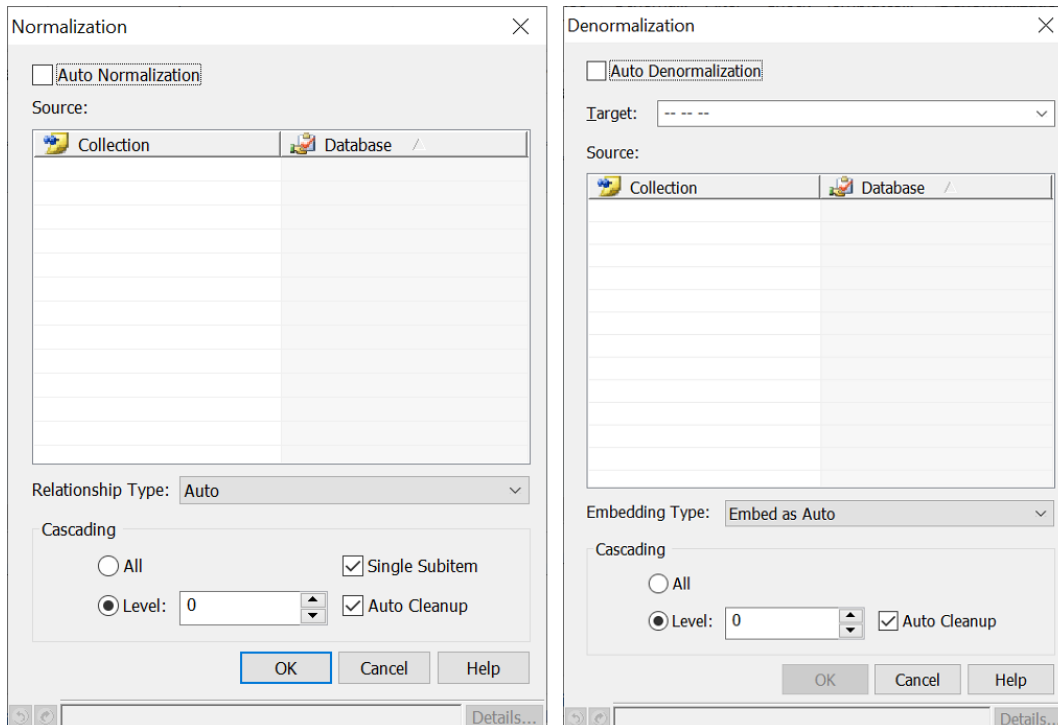 Normalization
Auto Normalization
Source:
Collection Database
Relationship Type: Auto
Cascading
All Single Subitem
Level: 0 Auto Cleanup
OK Cancel Help
Details...
Denormalization
Auto Denormalization
Target: -- -- --
Source:
Collection Database
Embedding Type: Embed as Auto
Cascading
All
Level: 0 Auto Cleanup
OK Cancel Help
Details...